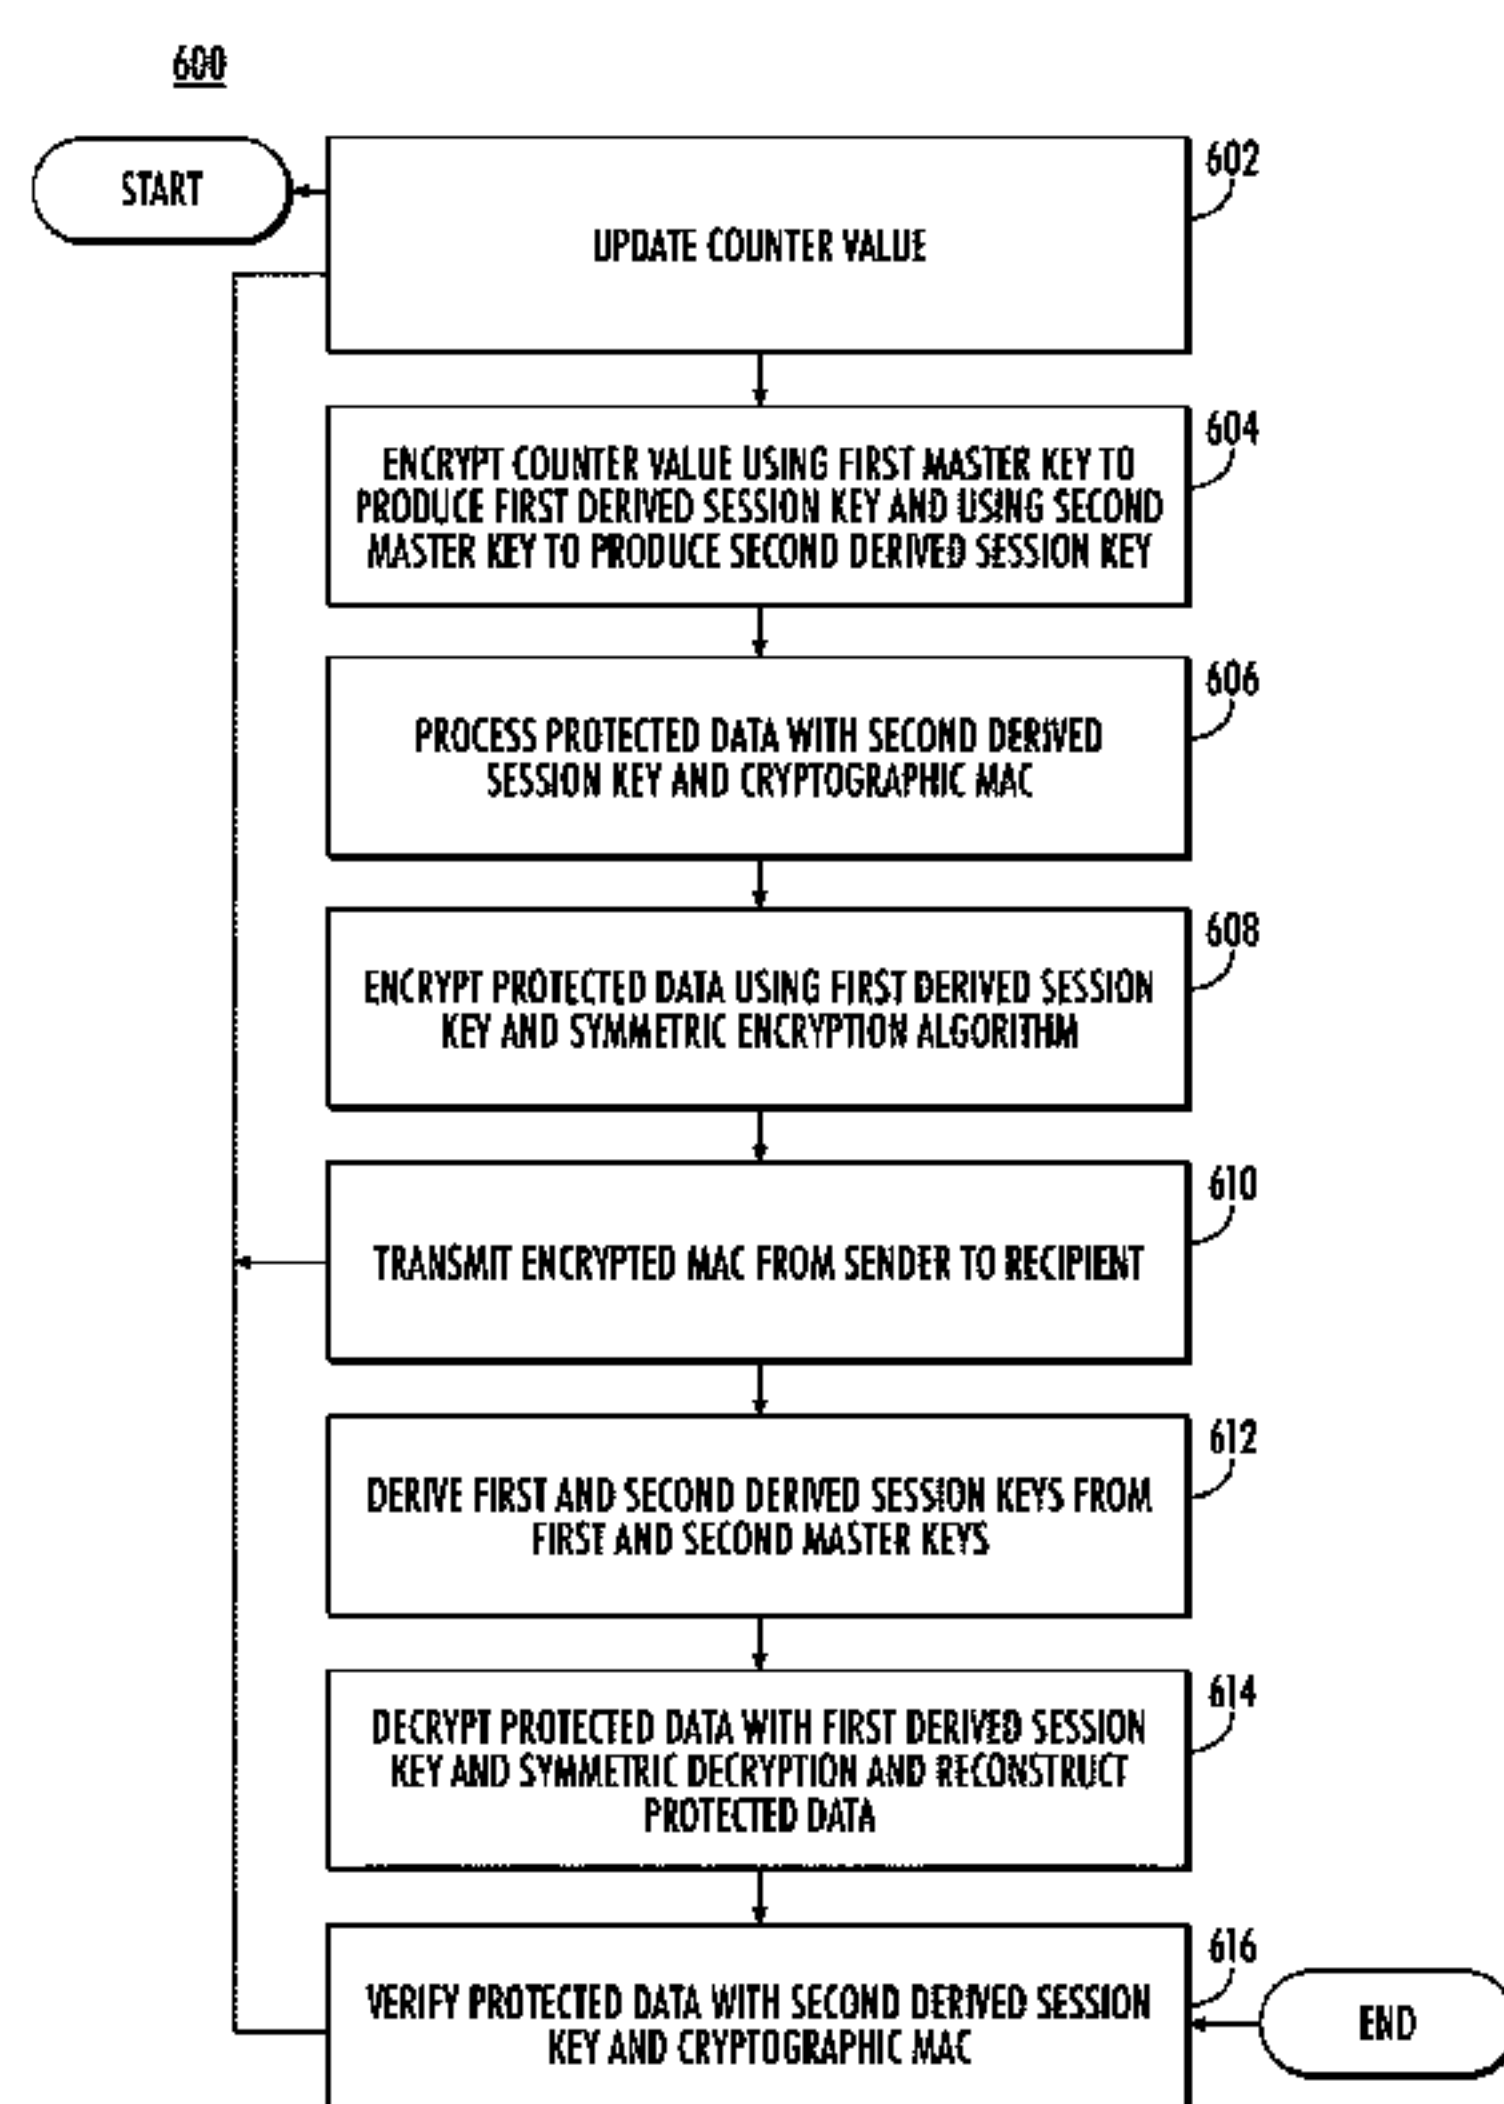 600
START
602
UPDATE COUNTER VALUE
604
ENCRYPT COUNTER VALUE USING FIRST MASTER KEY TO
PRODUCE FIRST DERIVED SESSION KEY AND USING SECOND
MASTER KEY TO PRODUCE SECOND DERIVED SESSION KEY
606
PROCESS PROTECTED DATA WITH SECOND DERIVED
SESSION KEY AND CRYPTOGRAPHIC MAC
608
ENCRYPT PROTECTED DATA USING FIRST DERIVED SESSION
KEY AND SYMMETRIC ENCRYPTION ALGORITHM
610
TRANSMIT ENCRYPTED MAC FROM SENDER TO RECIPIENT
612
DERIVE FIRST AND SECOND DERIVED SESSION KEYS FROM
FIRST AND SECOND MASTER KEYS
614
DECRYPT PROTECTED DATA WITH FIRST DERIVED SESSION
KEY AND SYMMETRIC DECRYPTION AND RECONSTRUCT
PROTECTED DATA
616
VERIFY PROTECTED DATA WITH SECOND DERIVED SESSION
KEY AND CRYPTOGRAPHIC MAC
END